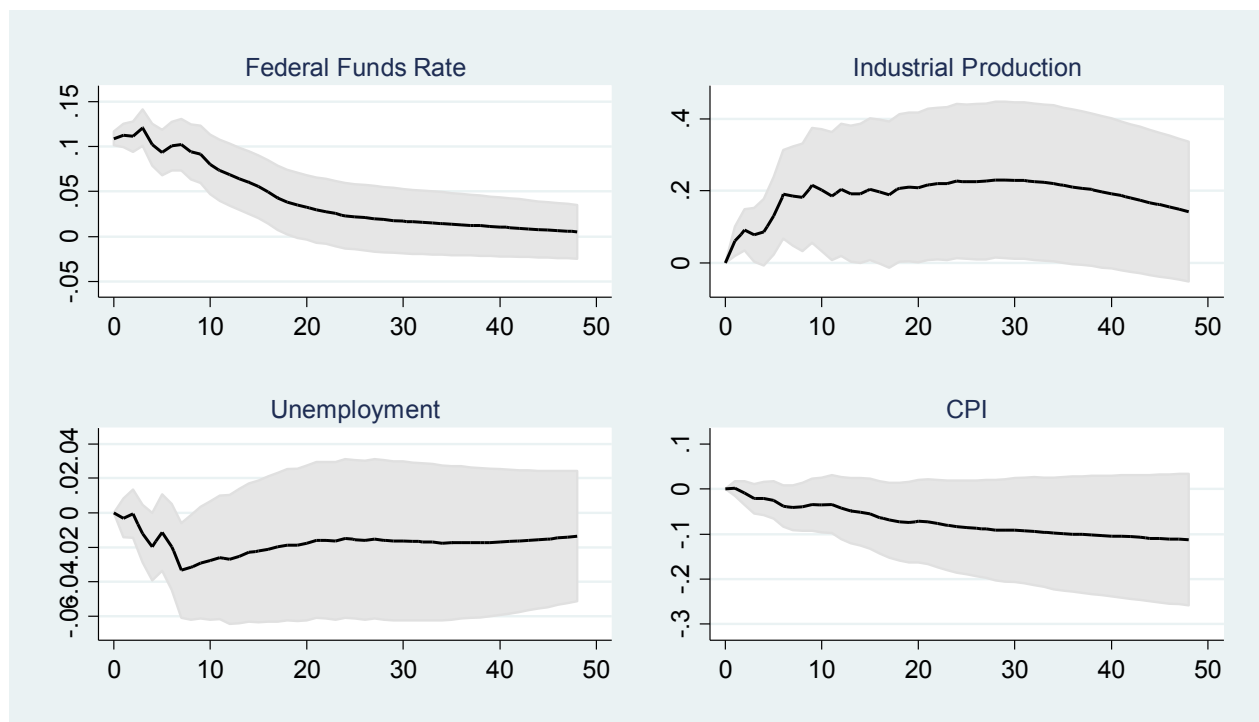 Federal Funds Rate
.15
.1
.05
0
-.05
0 10 20 30 40 50
Industrial Production
.4
.2
0
0 10 20 30 40 50
Unemployment
-.06.04.02 0 .02.04
0 10 20 30 40 50
CPI
.1
0
-.1
-.2
-.3
0 10 20 30 40 50